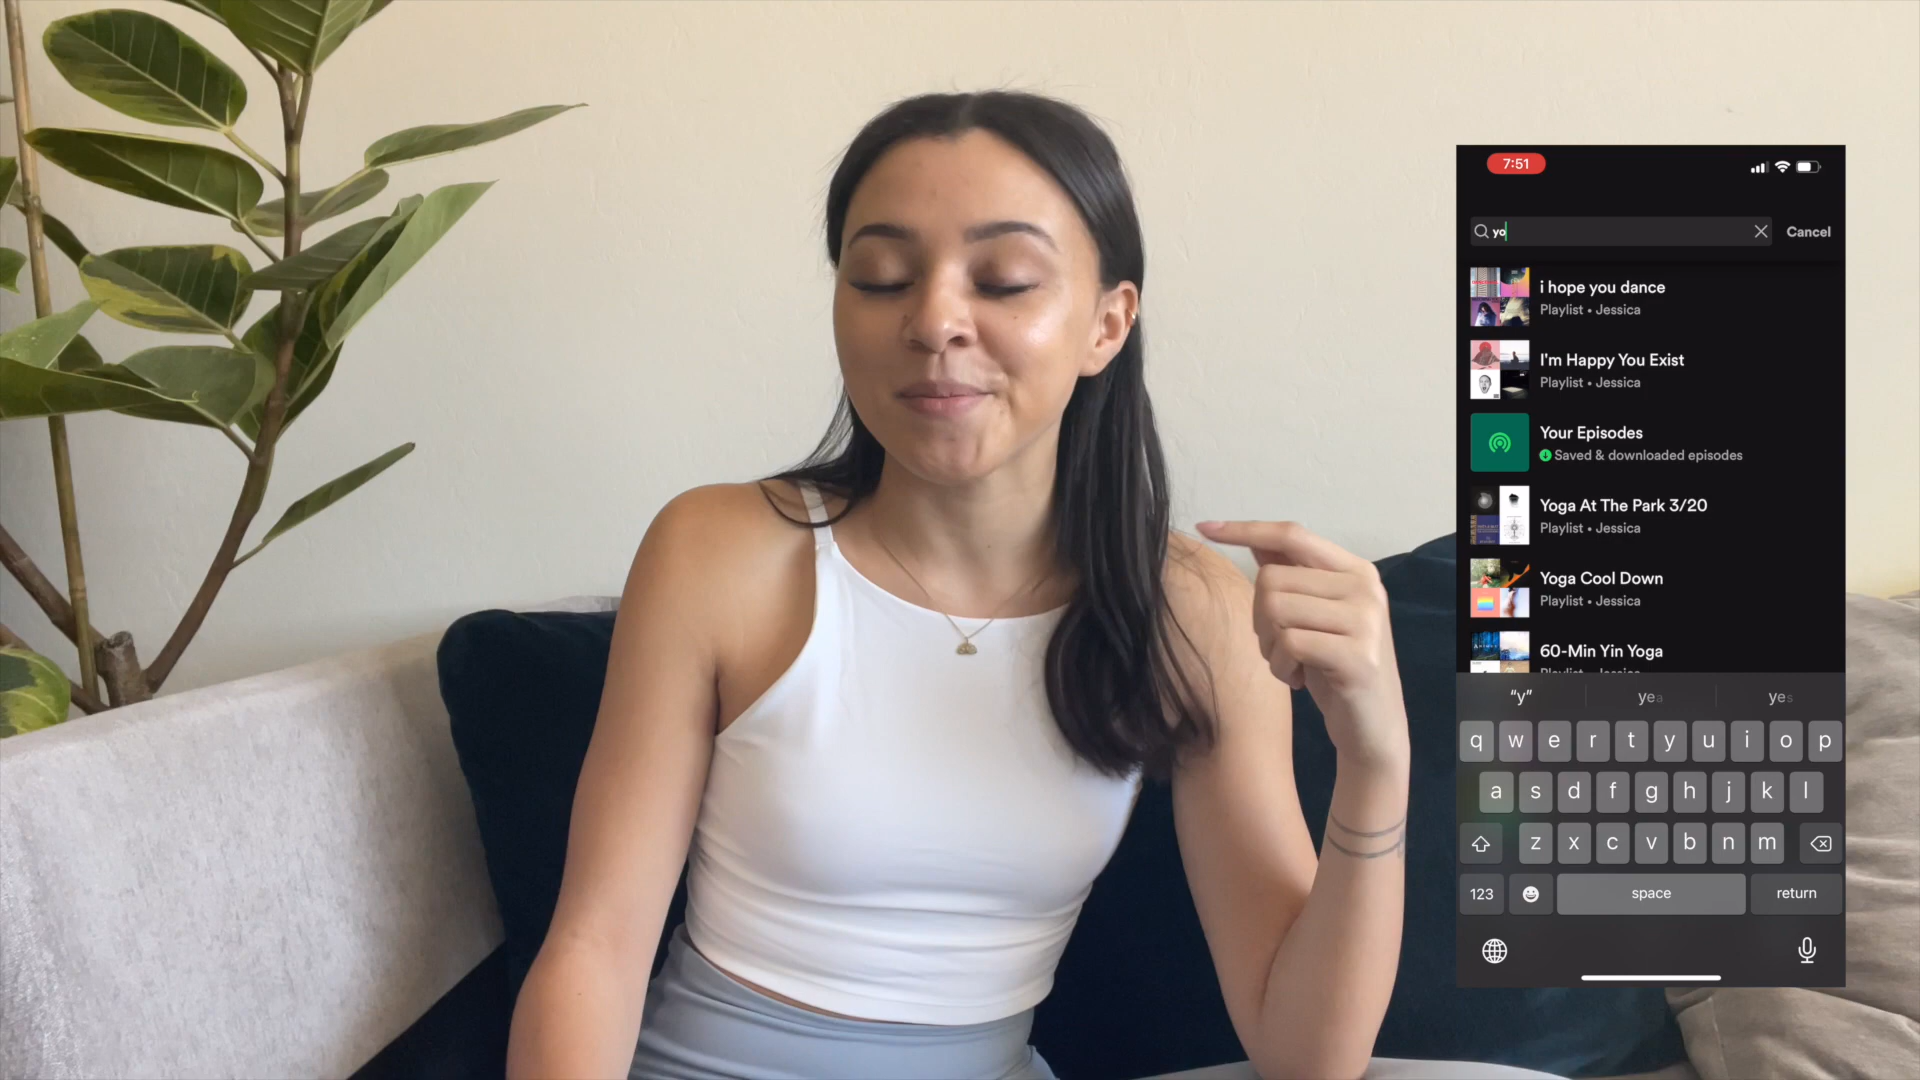 7:51
yo
Cancel
i hope you dance
Playlist • Jessica
I'm Happy You Exist
Playlist • Jessica
Your Episodes
Saved & downloaded episodes
Yoga At The Park 3/20
Playlist • Jessica
Yoga Cool Down
Playlist • Jessica
60-Min Yin Yoga
Playlist • Jessica
“y” yea yes
q w e r t y u i o p
a s d f g h j k l
z x c v b n m
123 space return